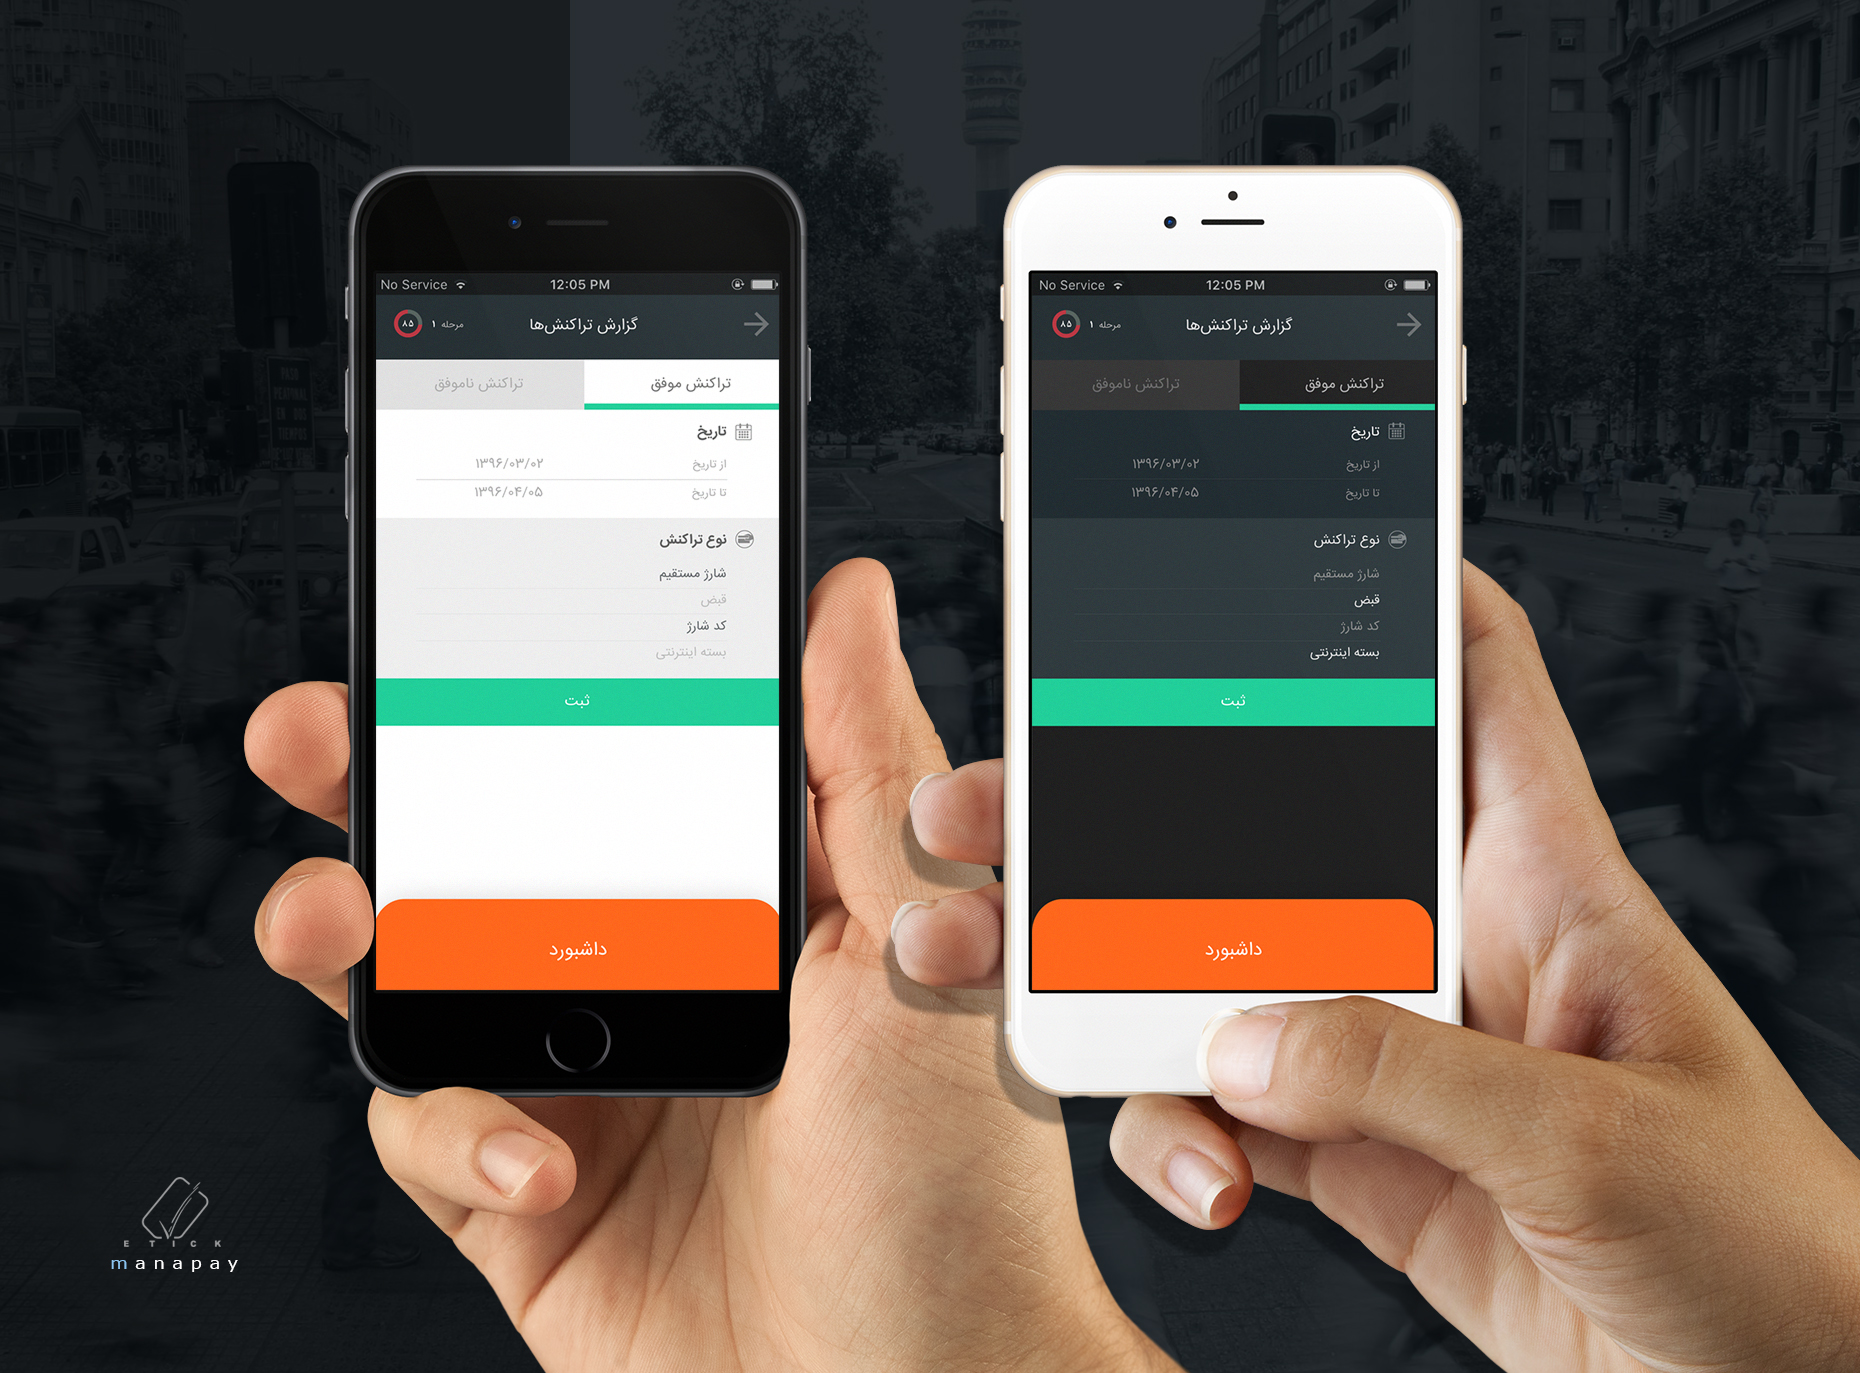 No Service 12:05 PM
۸۵ مرحله ۱ گزارش تراکنش‌ها
تراکنش موفق تراکنش ناموفق
تاریخ
از تاریخ ۱۳۹۶/۰۳/۰۲
تا تاریخ ۱۳۹۶/۰۴/۰۵
نوع تراکنش
شارژ مستقیم
قبض
کد شارژ
بسته اینترنتی
ثبت
داشبورد
No Service 12:05 PM
۸۵ مرحله ۱ گزارش تراکنش‌ها
تراکنش موفق تراکنش ناموفق
تاریخ
از تاریخ ۱۳۹۶/۰۳/۰۲
تا تاریخ ۱۳۹۶/۰۴/۰۵
نوع تراکنش
شارژ مستقیم
قبض
کد شارژ
بسته اینترنتی
ثبت
داشبورد
ETICK
manapay